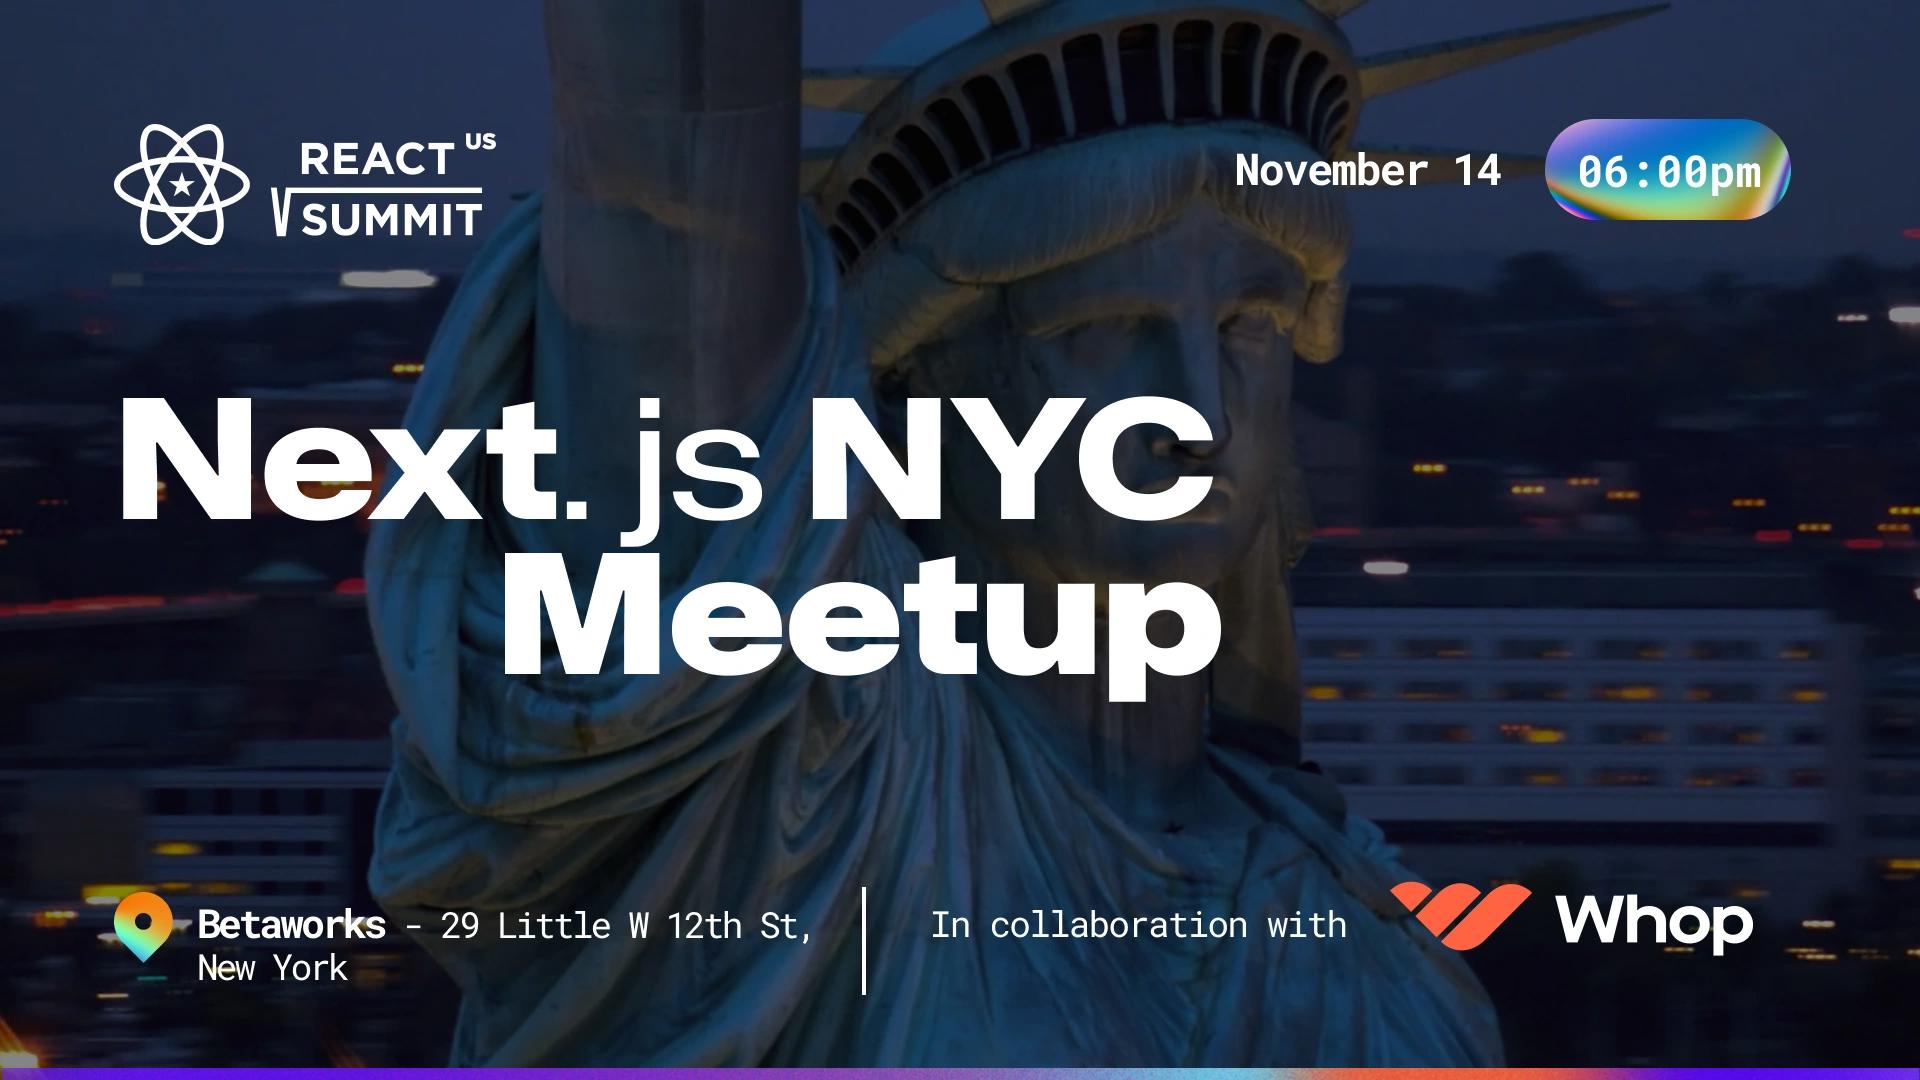 REACT US
SUMMIT
November 14
06:00pm
Next.js NYC
Meetup
Betaworks - 29 Little W 12th St,
New York
In collaboration with
Whop